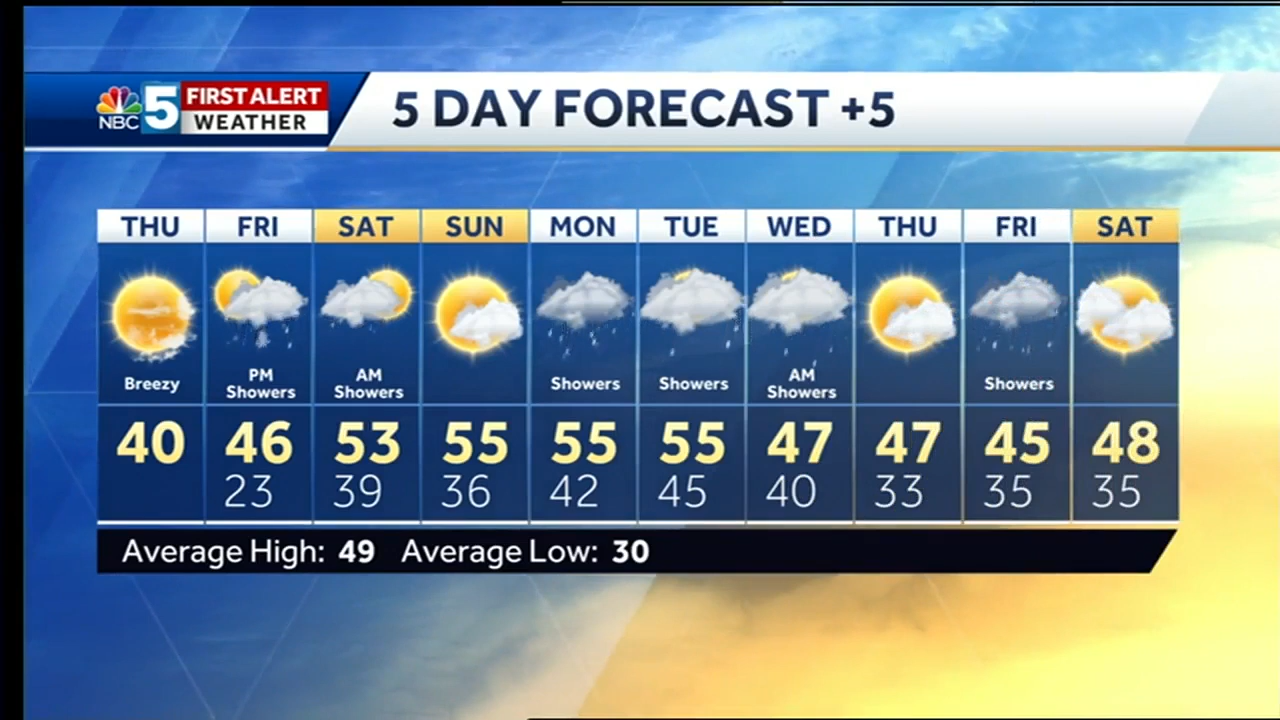 NBC 5 FIRST ALERT WEATHER
5 DAY FORECAST +5
THU FRI SAT SUN MON TUE WED THU FRI SAT
Breezy PM Showers AM Showers Showers Showers AM Showers Showers
40 46 53 55 55 55 47 47 45 48
23 39 36 42 45 40 33 35 35
Average High: 49 Average Low: 30